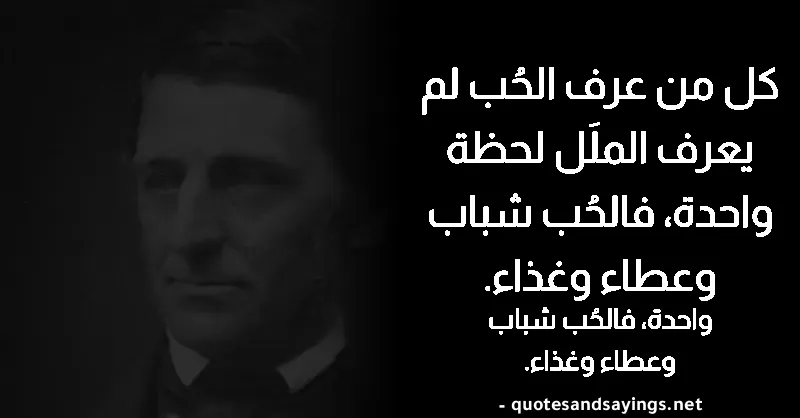 كل من عرف الحُب لم
يعرف الملَل لحظة
واحدة، فالحُب شباب
وعطاء وغذاء.
واحدة، فالحُب شباب
وعطاء وغذاء.
- quotesandsayings.net